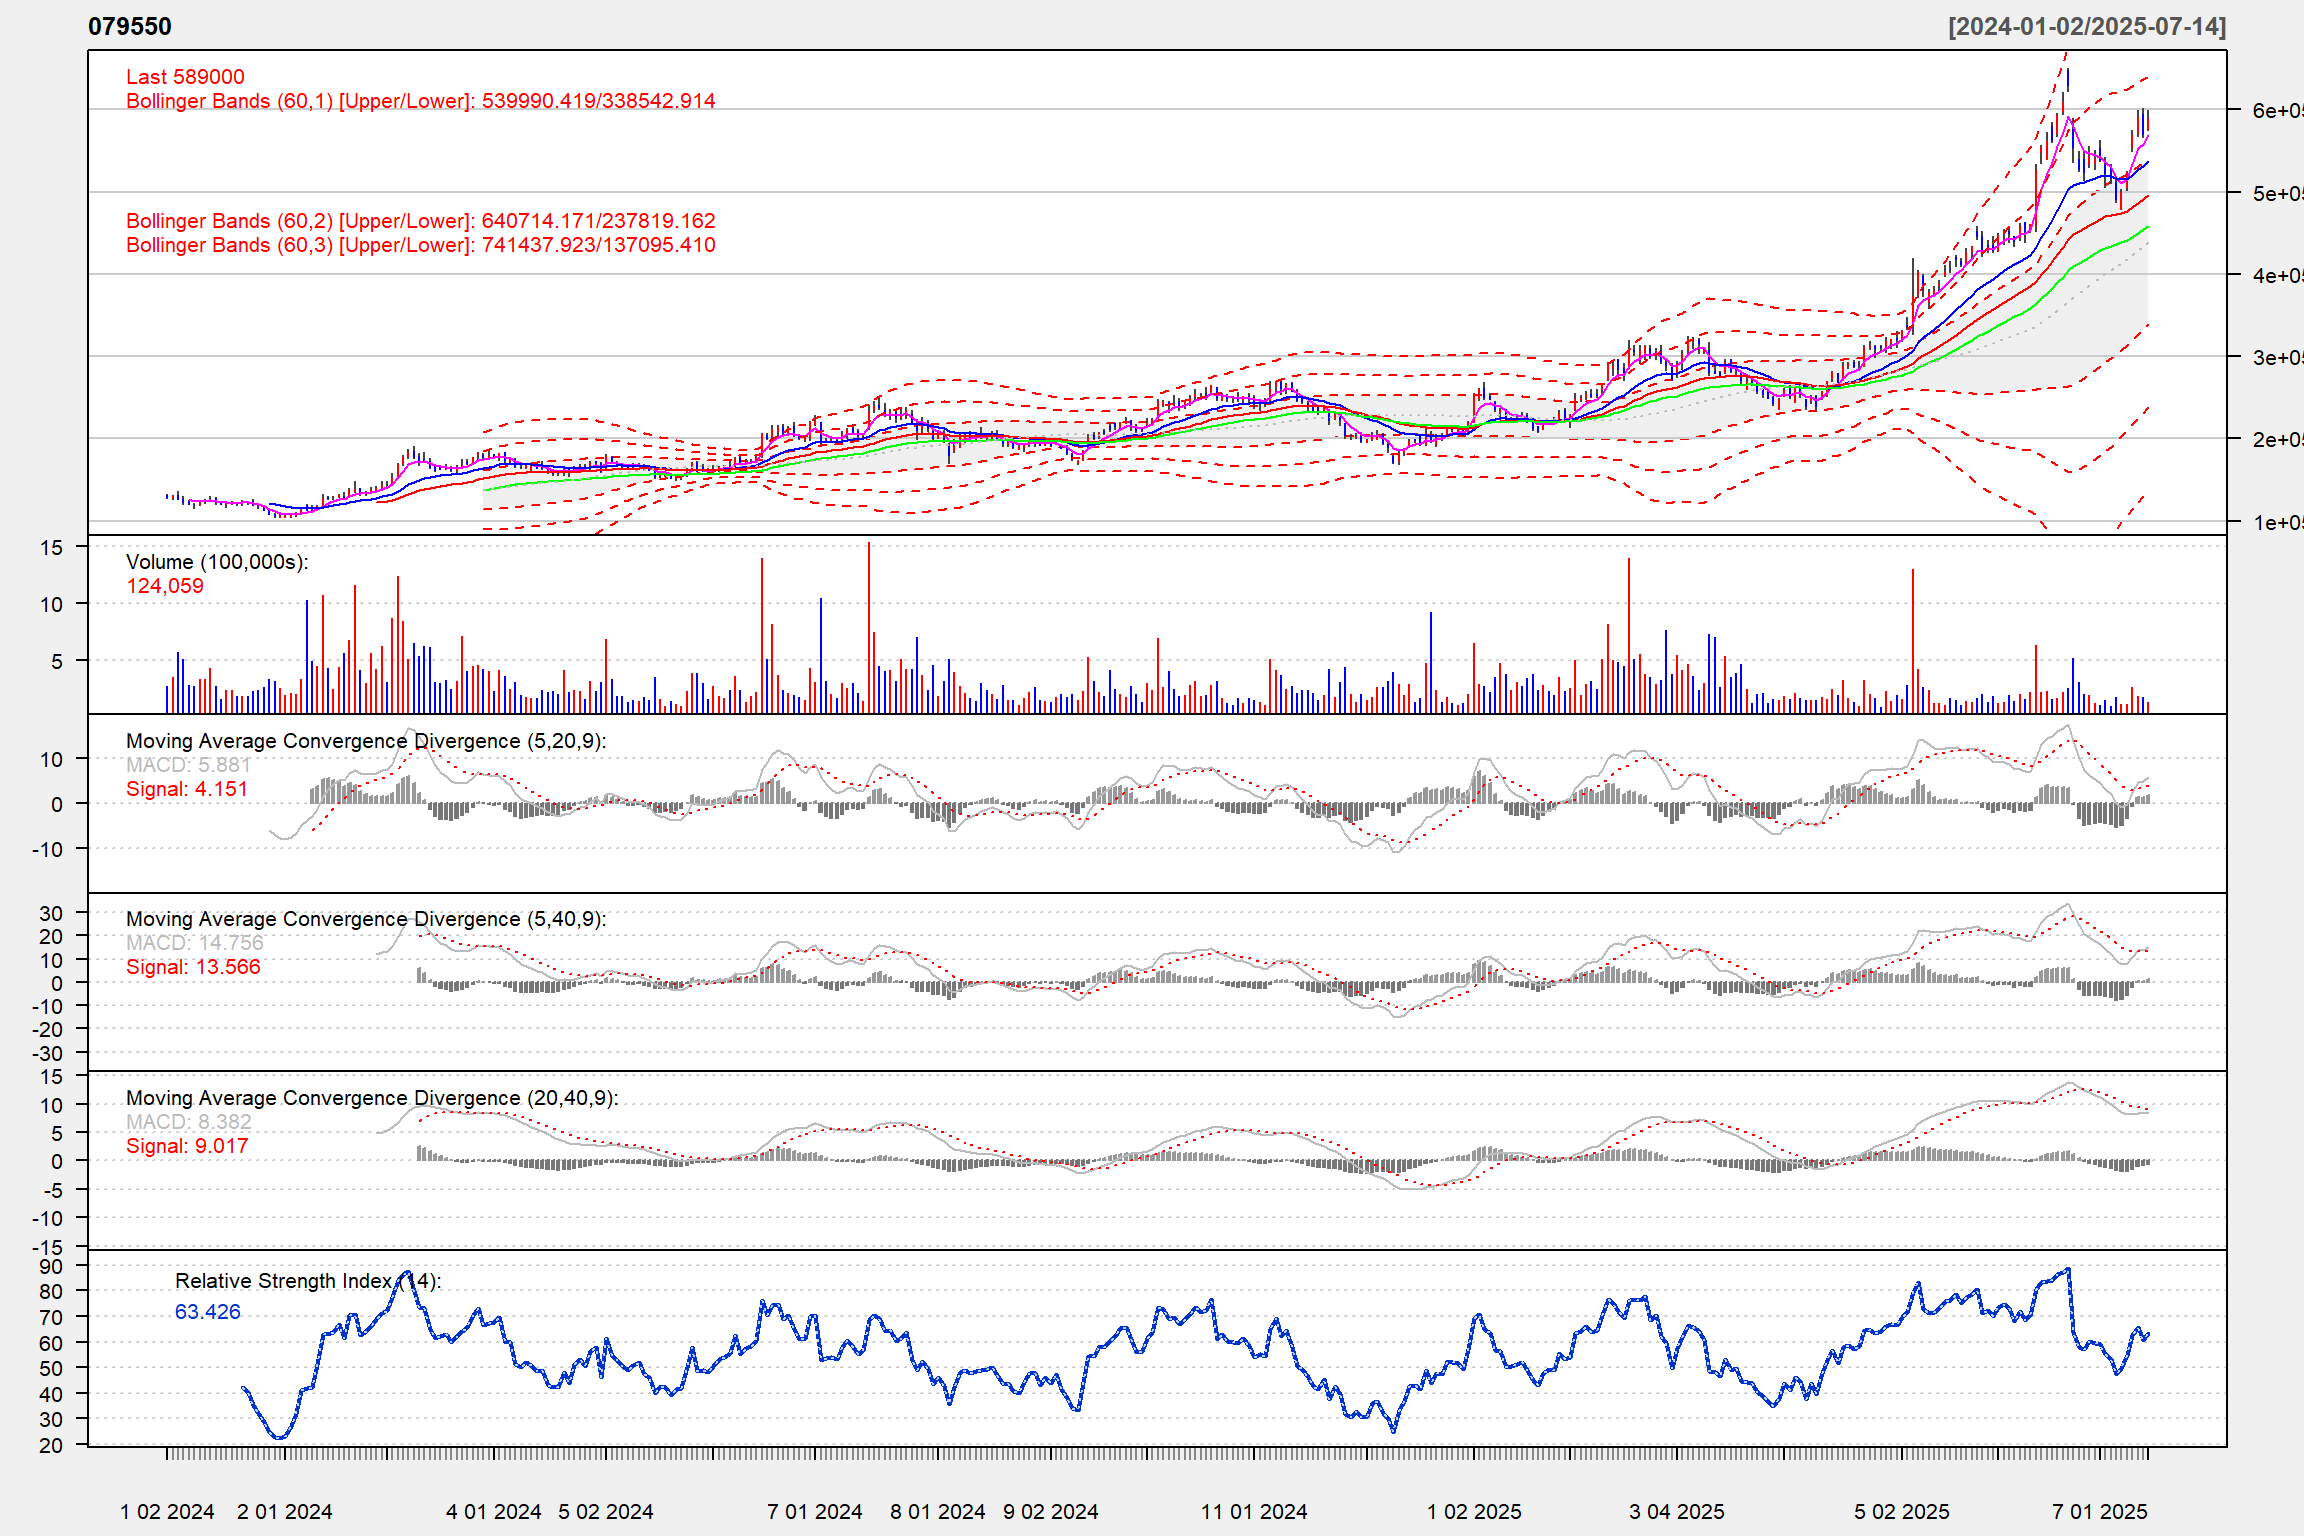 079550 [2024-01-02/2025-07-14]
Last 589000
Bollinger Bands (60,1) [Upper/Lower]: 539990.419/338542.914
6e+05
5e+05
Bollinger Bands (60,2) [Upper/Lower]: 640714.171/237819.162
Bollinger Bands (60,3) [Upper/Lower]: 741437.923/137095.410
4e+05
3e+05
2e+05
1e+05
15
Volume (100,000s):
124,059
10
5
Moving Average Convergence Divergence (5,20,9):
10
MACD: 5.881
Signal: 4.151
0
-10
30
Moving Average Convergence Divergence (5,40,9):
20
MACD: 14.756
10
Signal: 13.566
0
-10
-20
-30
15
Moving Average Convergence Divergence (20,40,9):
10
MACD: 8.382
5
Signal: 9.017
0
-5
-10
-15
90
Relative Strength Index (14):
80
63.426
70
60
50
40
30
20
1 02 2024 2 01 2024 4 01 2024 5 02 2024 7 01 2024 8 01 2024 9 02 2024 11 01 2024 1 02 2025 3 04 2025 5 02 2025 7 01 2025